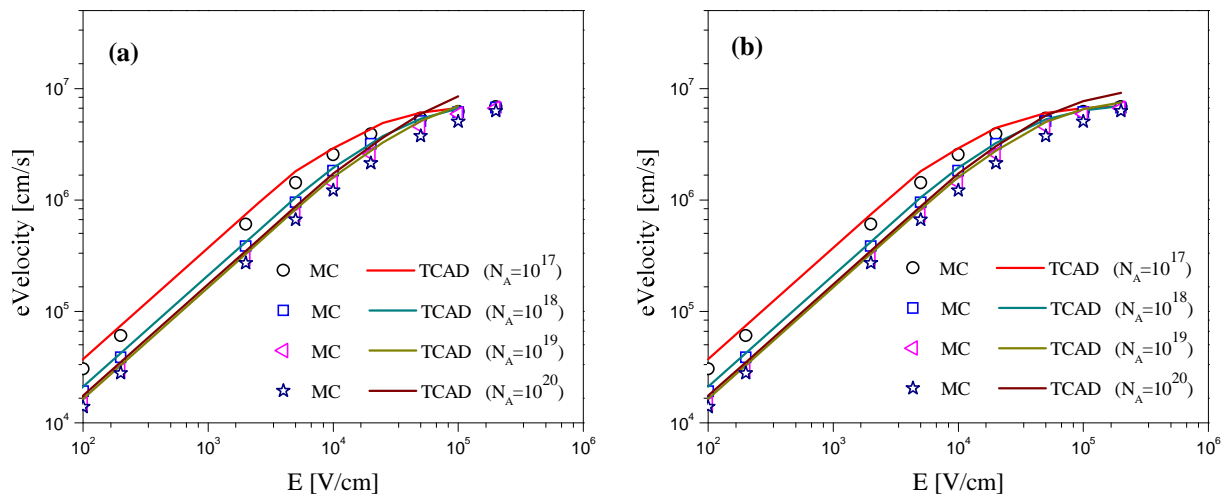 (a)
eVelocity [cm/s]
10^7
10^6
10^5
10^4
MC TCAD (N_A=10^17)
MC TCAD (N_A=10^18)
MC TCAD (N_A=10^19)
MC TCAD (N_A=10^20)
10^2 10^3 10^4 10^5 10^6
E [V/cm]
(b)
eVelocity [cm/s]
10^7
10^6
10^5
10^4
MC TCAD (N_A=10^17)
MC TCAD (N_A=10^18)
MC TCAD (N_A=10^19)
MC TCAD (N_A=10^20)
10^2 10^3 10^4 10^5 10^6
E [V/cm]